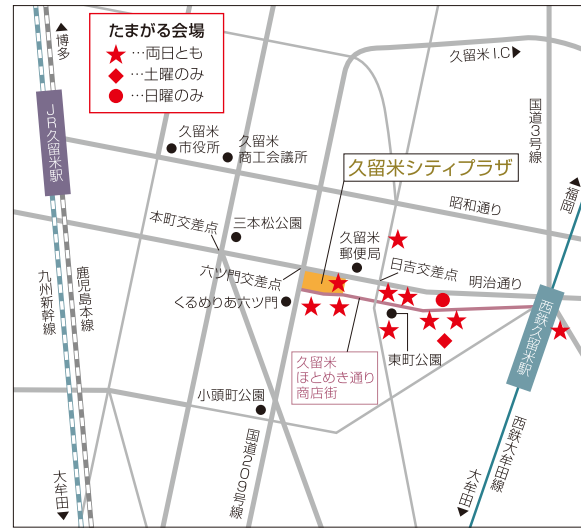 たまがる会場
★…両日とも
◆…土曜のみ
●…日曜のみ
▲博多
久留米I.C▶
国道3号線
JR久留米駅
久留米
市役所
久留米
商工会議所
久留米シティプラザ
▲福岡
昭和通り
本町交差点
三本松公園
久留米
郵便局
日吉交差点
六ツ門交差点
明治通り
九州新幹線
鹿児島本線
くるめりあ六ツ門
西鉄久留米駅
東町公園
久留米
ほとめき通り
商店街
小頭町公園
国道209号線
西鉄大牟田線
大牟田▼
大牟田▼